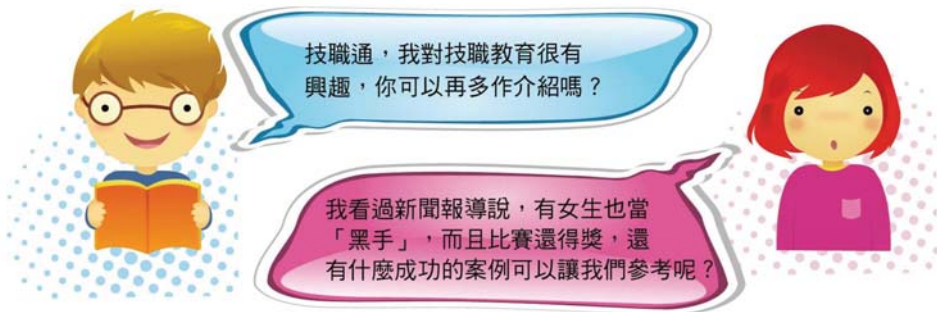 技職通，我對技職教育很有
興趣，你可以再多作介紹嗎？
我看過新聞報導說，有女生也當
「黑手」，而且比賽還得獎，還
有什麼成功的案例可以讓我們參考呢？